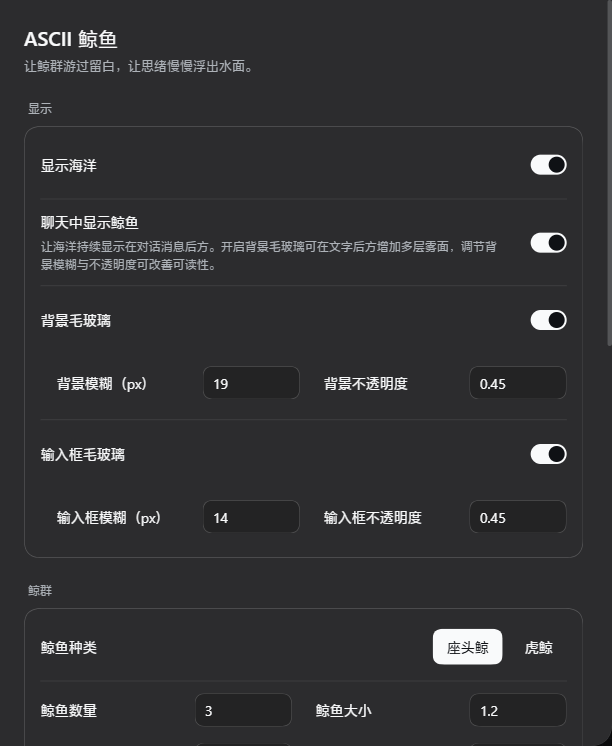 ASCII 鲸鱼
让鲸群游过留白，让思绪慢慢浮出水面。
显示
显示海洋
聊天中显示鲸鱼
让海洋持续显示在对话消息后方。开启背景毛玻璃可在文字后方增加多层雾面，调节背
景模糊与不透明度可改善可读性。
背景毛玻璃
背景模糊（px） 19 背景不透明度 0.45
输入框毛玻璃
输入框模糊（px） 14 输入框不透明度 0.45
鲸群
鲸鱼种类 座头鲸 虎鲸
鲸鱼数量 3 鲸鱼大小 1.2